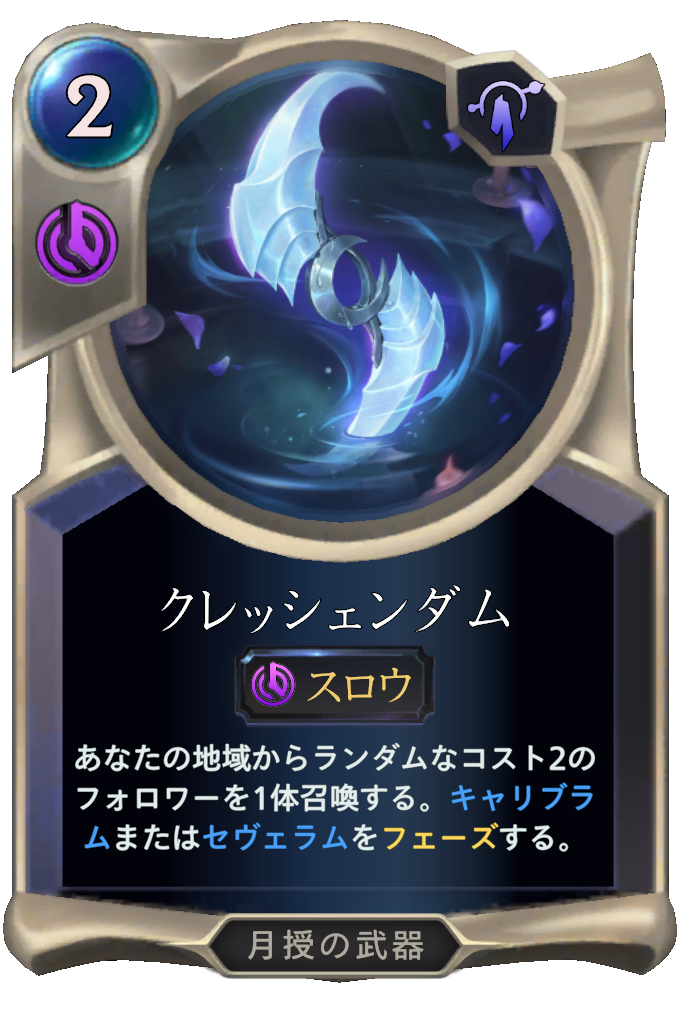 2
クレッシェンダム
スロウ
あなたの地域からランダムなコスト2の
フォロワーを1体召喚する。キャリブラ
ムまたはセヴェラムをフェーズする。
月授の武器